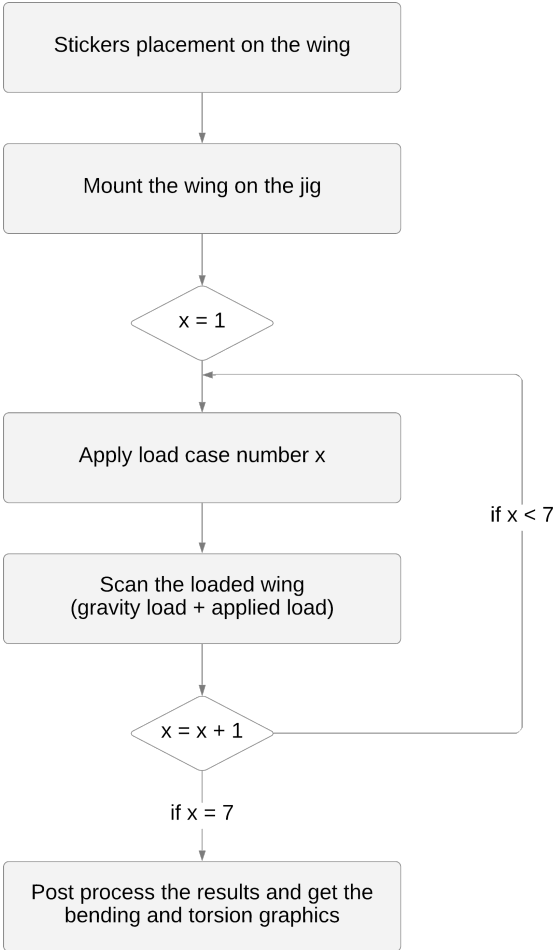 Stickers placement on the wing
Mount the wing on the jig
x = 1
Apply load case number x
if x < 7
Scan the loaded wing
(gravity load + applied load)
x = x + 1
if x = 7
Post process the results and get the
bending and torsion graphics